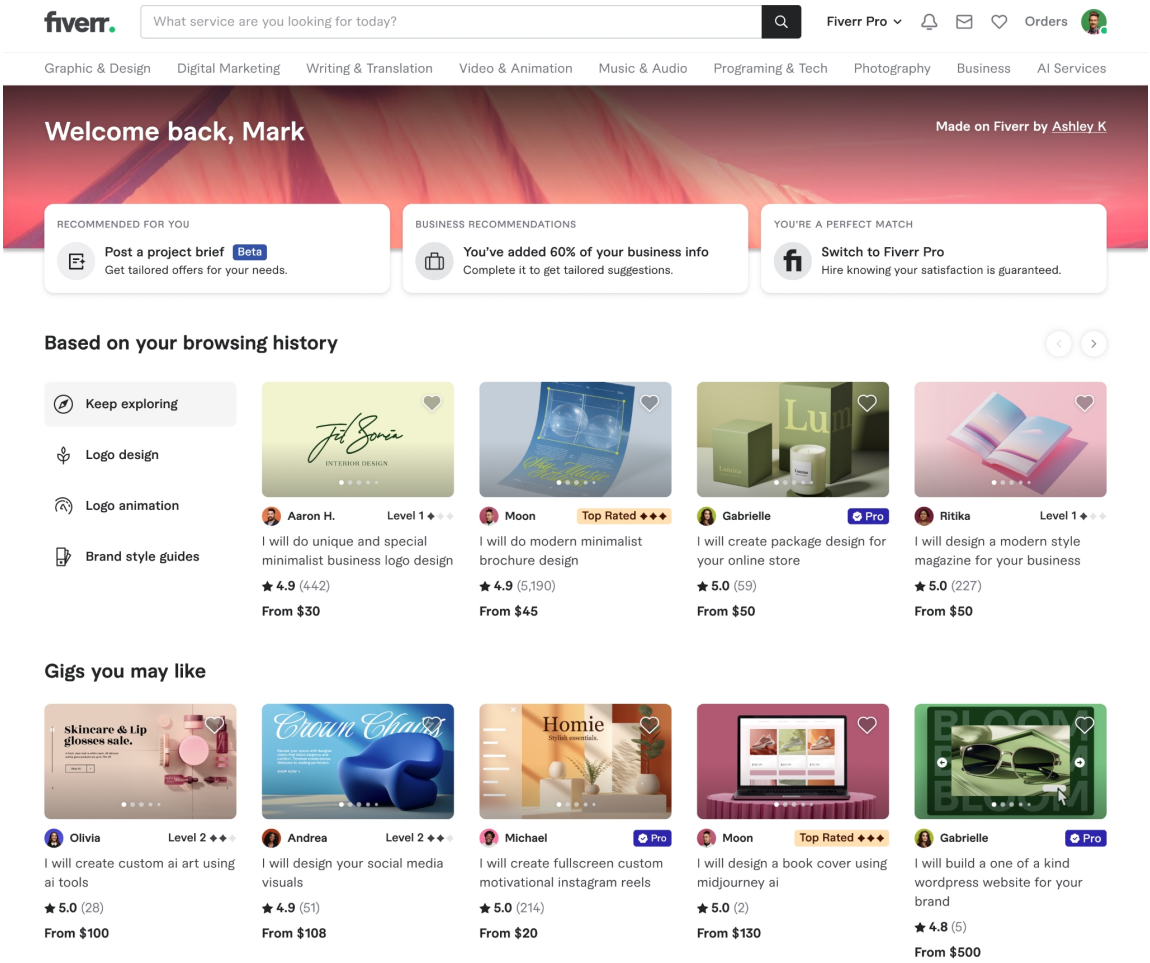 fiverr.
What service are you looking for today?
Fiverr Pro
Orders
Graphic & Design
Digital Marketing
Writing & Translation
Video & Animation
Music & Audio
Programing & Tech
Photography
Business
AI Services
Welcome back, Mark
Made on Fiverr by Ashley K
RECOMMENDED FOR YOU
Post a project brief Beta
Get tailored offers for your needs.
BUSINESS RECOMMENDATIONS
You've added 60% of your business info
Complete it to get tailored suggestions.
YOU'RE A PERFECT MATCH
fi
Switch to Fiverr Pro
Hire knowing your satisfaction is guaranteed.
Based on your browsing history
Keep exploring
Logo design
Logo animation
Brand style guides
Jil Sonia
INTERIOR DESIGN
Aaron H. Level 1
I will do unique and special
minimalist business logo design
4.9 (442)
From $30
Moon Top Rated
I will do modern minimalist
brochure design
4.9 (5,190)
From $45
Lum
Lumina
Lumina
Gabrielle Pro
I will create package design for
your online store
5.0 (59)
From $50
Ritika Level 1
I will design a modern style
magazine for your business
5.0 (227)
From $50
Gigs you may like
Skincare & Lip
glosses sale.
Olivia Level 2
I will create custom ai art using
ai tools
5.0 (28)
From $100
Crown Chairs
SHOP NOW >
Andrea Level 2
I will design your social media
visuals
4.9 (51)
From $108
Homie
Stylish essentials.
Michael Pro
I will create fullscreen custom
motivational instagram reels
5.0 (214)
From $20
Moon Top Rated
I will design a book cover using
midjourney ai
5.0 (2)
From $130
BLOOM
BLOOM
Gabrielle Pro
I will build a one of a kind
wordpress website for your
brand
4.8 (5)
From $500